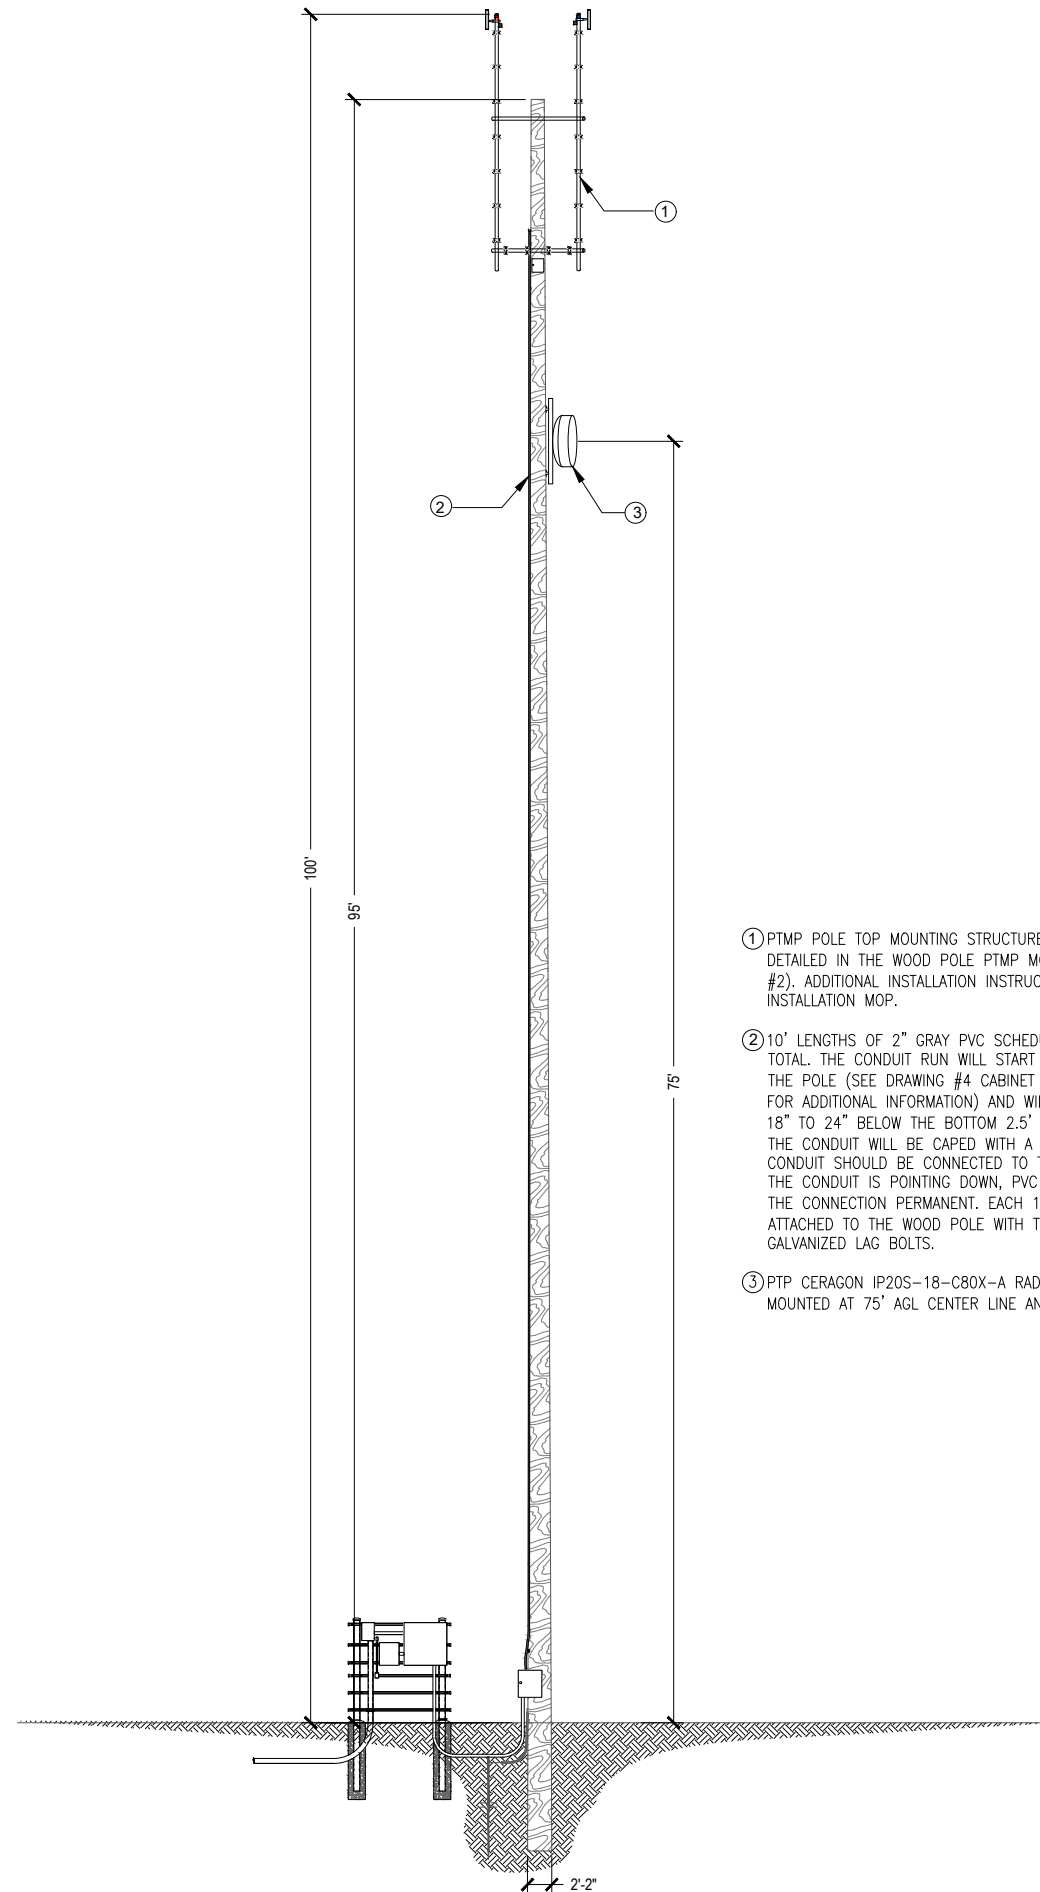 1
2
3
100'
95'
75'
1 PTMP POLE TOP MOUNTING STRUCTURE
DETAILED IN THE WOOD POLE PTMP
#2). ADDITIONAL INSTALLATION
INSTALLATION MOP.
2 10' LENGTHS OF 2" GRAY PVC
TOTAL. THE CONDUIT RUN WILL START
THE POLE (SEE DRAWING #4 CABINET
FOR ADDITIONAL INFORMATION) AND
18" TO 24" BELOW THE BOTTOM 2.5'
THE CONDUIT WILL BE CAPED WITH A
CONDUIT SHOULD BE CONNECTED TO
THE CONDUIT IS POINTING DOWN, PVC
THE CONNECTION PERMANENT. EACH
ATTACHED TO THE WOOD POLE WITH
GALVANIZED LAG BOLTS.
3 PTP CERAGON IP20S-18-C80X-A
MOUNTED AT 75' AGL CENTER LINE
2'-2"